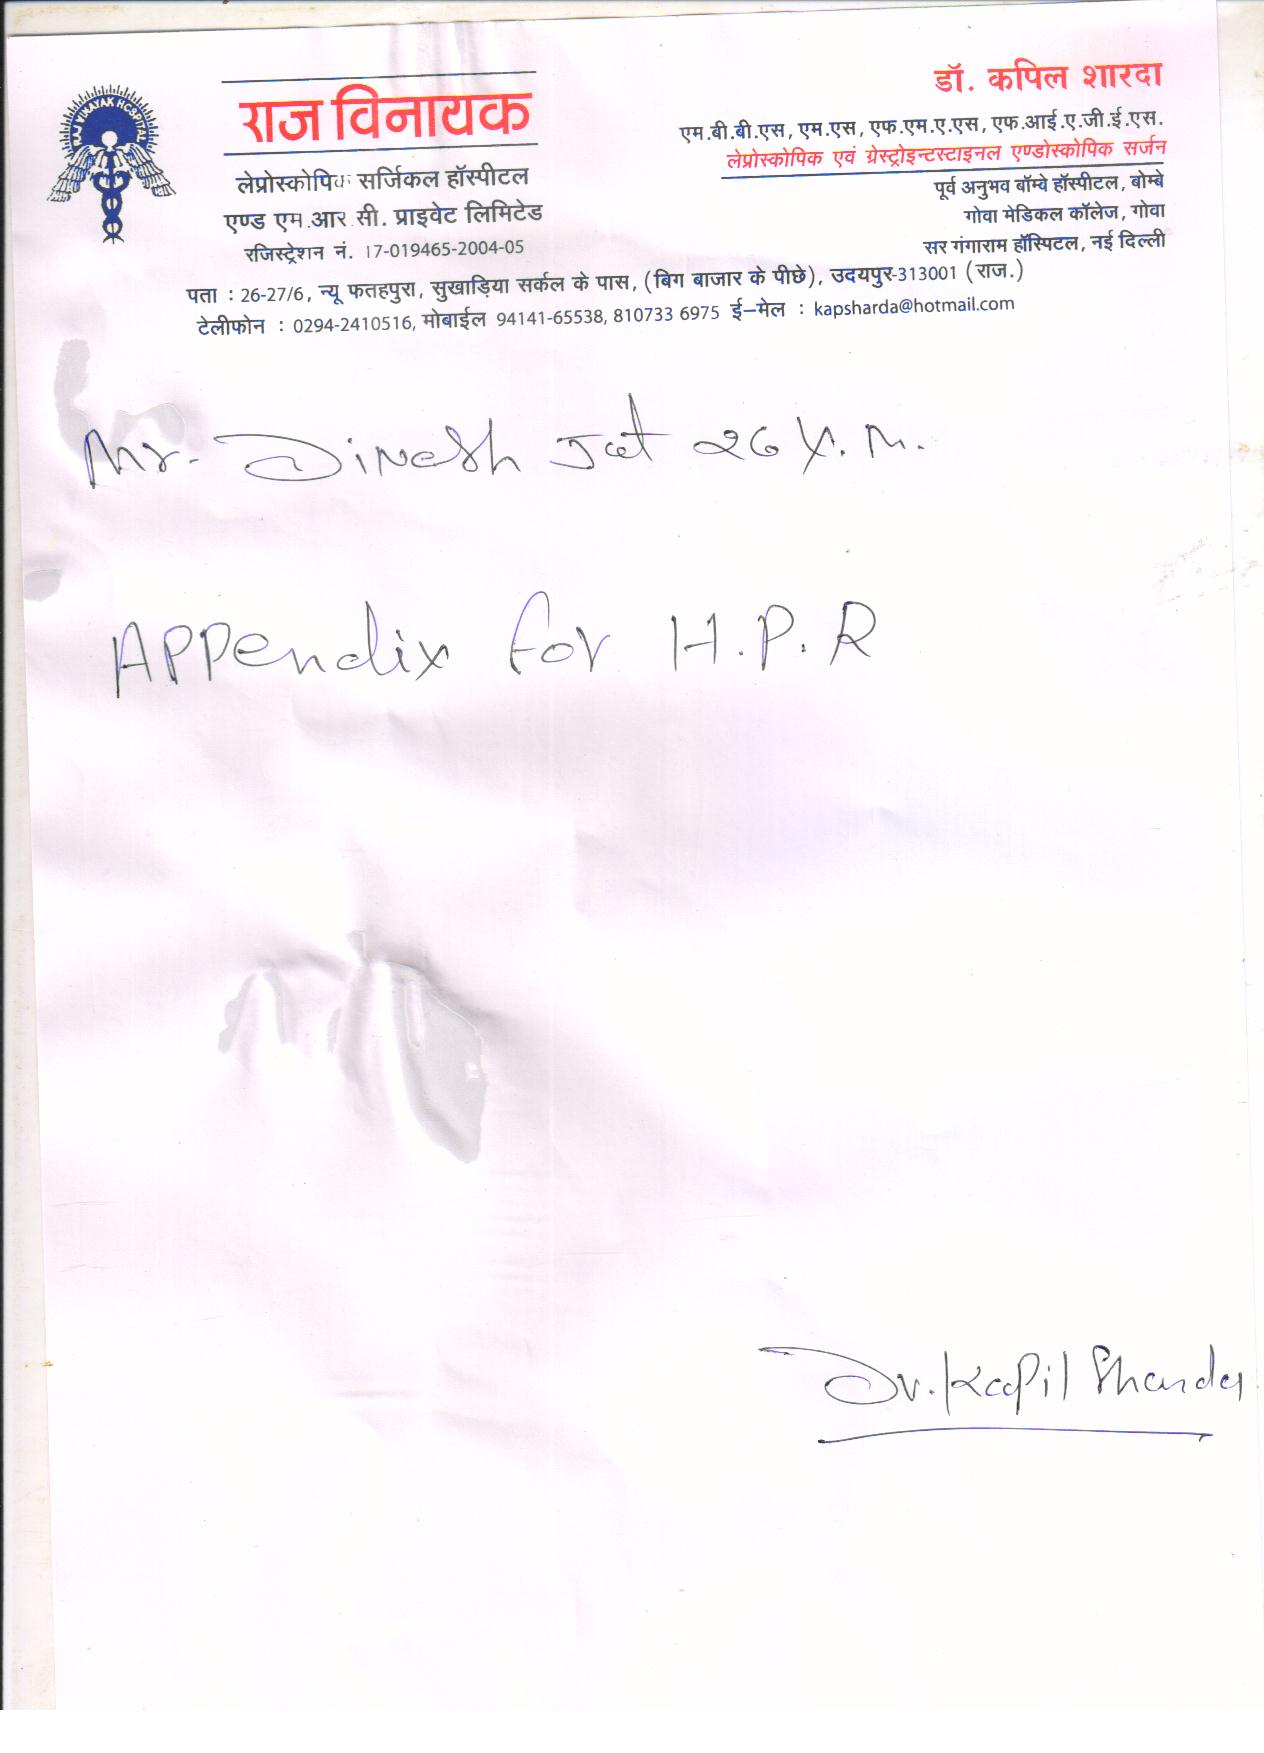 RAJ VINAYAK HOSPITAL
राज विनायक
लेप्रोस्कोपिक सर्जिकल हॉस्पीटल
एण्ड एम.आर.सी. प्राइवेट लिमिटेड
रजिस्ट्रेशन नं. 17-019465-2004-05
डॉ. कपिल शारदा
एम.बी.बी.एस, एम.एस, एफ.एम.ए.एस, एफ.आई.ए.जी.ई.एस.
लेप्रोस्कोपिक एवं ग्रेस्ट्रोइन्टस्टाइनल एण्डोस्कोपिक सर्जन
पूर्व अनुभव बॉम्बे हॉस्पीटल, बोम्बे
गोवा मेडिकल कॉलेज, गोवा
सर गंगाराम हॉस्पिटल, नई दिल्ली
पता : 26-27/6, न्यू फतहपुरा, सुखाड़िया सर्कल के पास, (बिग बाजार के पीछे), उदयपुर-313001 (राज.)
टेलीफोन : 0294-2410516, मोबाईल 94141-65538, 810733 6975 ई-मेल : kapsharda@hotmail.com
Mr. Dinesh Jat 26 Y. M.
Appendix for H.P.R
Dr. Kapil Sharda